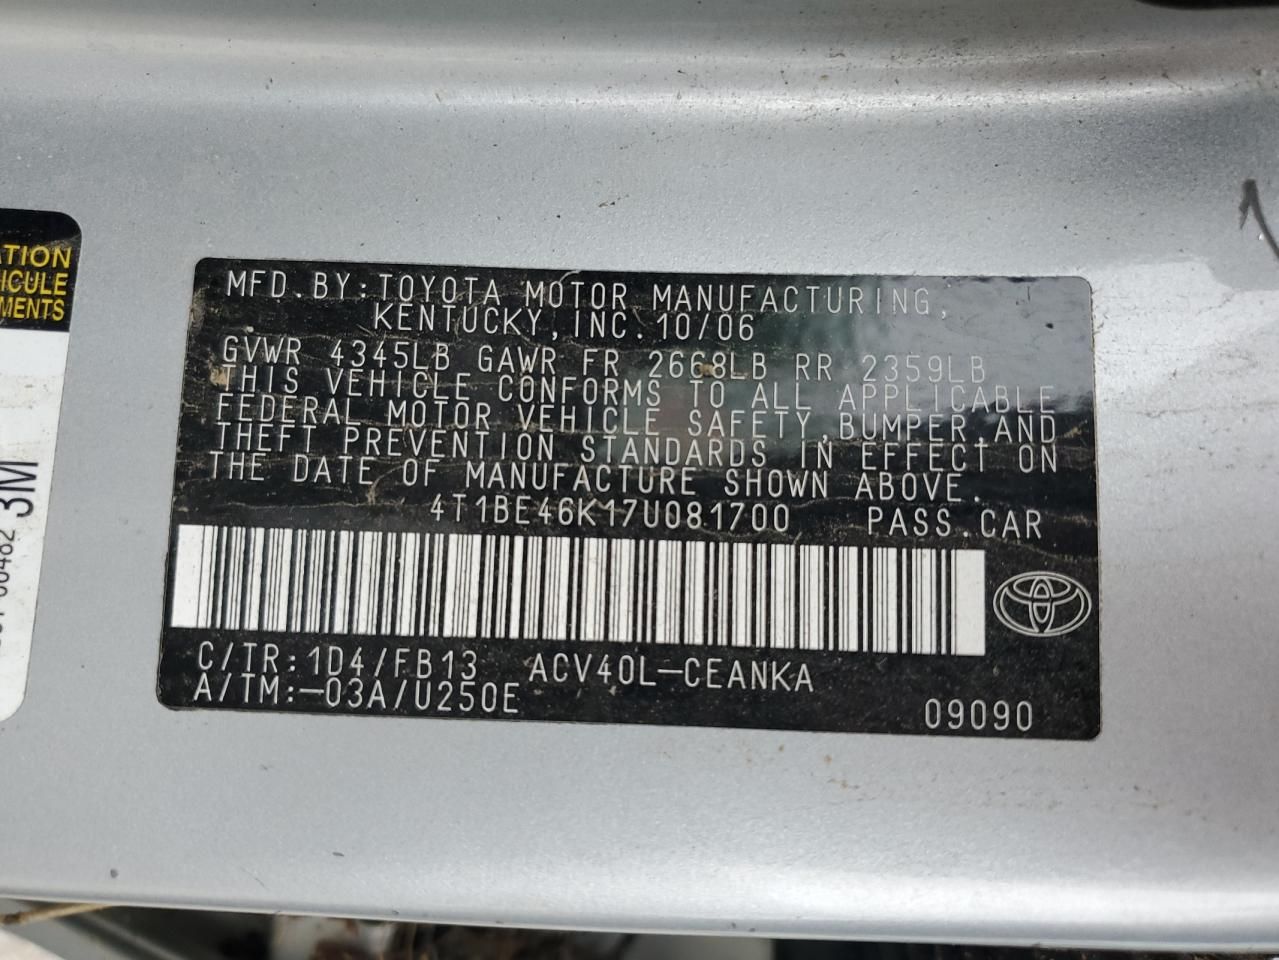 ATION
HICULE
MENTS
3M
00482
MFD.BY:TOYOTA MOTOR MANUFACTURING,
KENTUCKY,INC.10/06
GVWR 4345LB GAWR FR 2668LB RR 2359LB
THIS VEHICLE CONFORMS TO ALL APPLICABLE
FEDERAL MOTOR VEHICLE SAFETY,BUMPER,AND
THEFT PREVENTION STANDARDS IN EFFECT ON
THE DATE OF MANUFACTURE SHOWN ABOVE.
4T1BE46K17U081700 PASS.CAR
C/TR:1D4/FB13 ACV40L-CEANKA
A/TM:-03A/U250E
09090